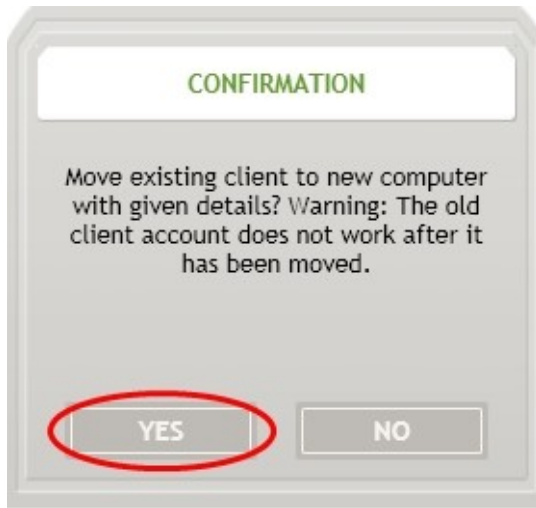 CONFIRMATION
Move existing client to new computer
with given details? Warning: The old
client account does not work after it
has been moved.
YES
NO